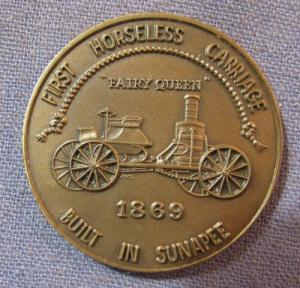 FIRST HORSELESS CARRIAGE
"FAIRY QUEEN"
1869
BUILT IN SUNAPEE